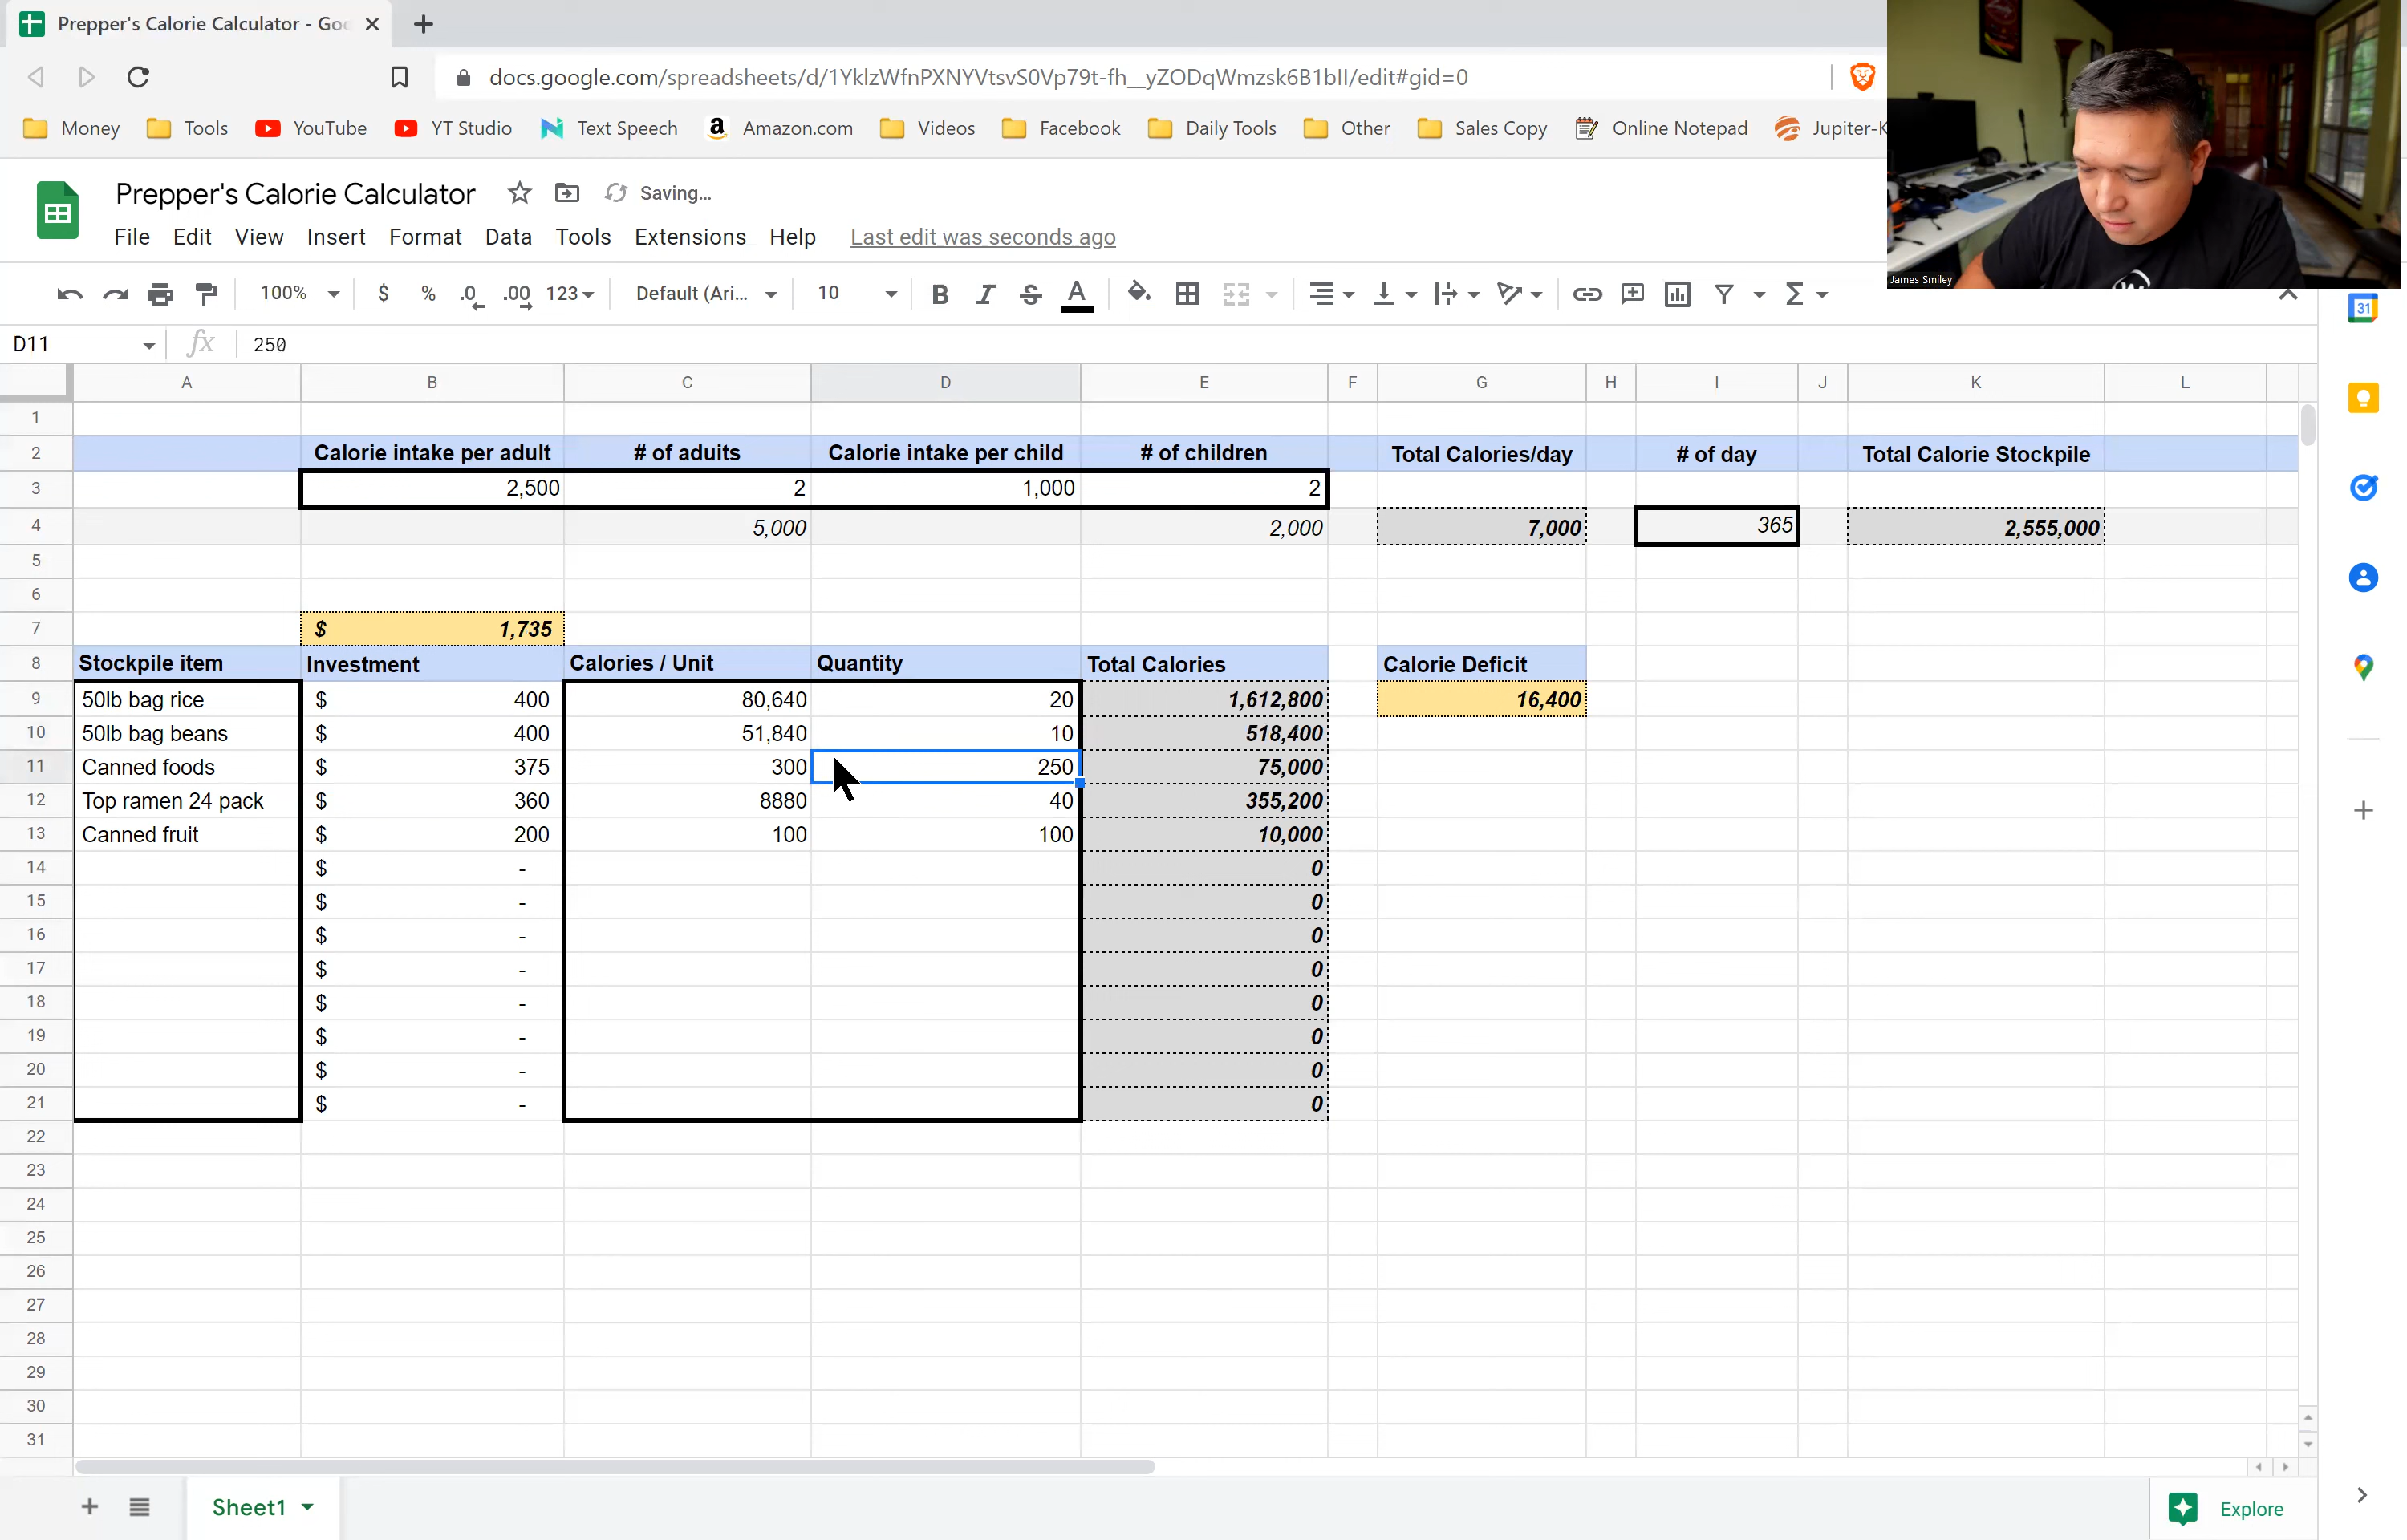 Prepper's Calorie Calculator - Goo
docs.google.com/spreadsheets/d/1YklzWfnPXNYVtsvS0Vp79t-fh__yZODqWmzsk6B1bII/edit#gid=0
Money Tools YouTube YT Studio Text Speech Amazon.com Videos Facebook Daily Tools Other Sales Copy Online Notepad Jupiter-K
James Smiley
Prepper's Calorie Calculator Saving...
File Edit View Insert Format Data Tools Extensions Help Last edit was seconds ago
100% $ % .0 .00 123 Default (Ari... 10 B I S A
31
D11 fx 250
A B C D E F G H I J K L
1
2 Calorie intake per adult # of aduits Calorie intake per child # of children Total Calories/day # of day Total Calorie Stockpile
3 2,500 2 1,000 2
4 5,000 2,000 7,000 365 2,555,000
5
6
7 $ 1,735
8 Stockpile item Investment Calories / Unit Quantity Total Calories Calorie Deficit
9 50lb bag rice $ 400 80,640 20 1,612,800 16,400
10 50lb bag beans $ 400 51,840 10 518,400
11 Canned foods $ 375 300 250 75,000
12 Top ramen 24 pack $ 360 8880 40 355,200
13 Canned fruit $ 200 100 100 10,000
14 $ - 0
15 $ - 0
16 $ - 0
17 $ - 0
18 $ - 0
19 $ - 0
20 $ - 0
21 $ - 0
22
23
24
25
26
27
28
29
30
31
Sheet1 Explore